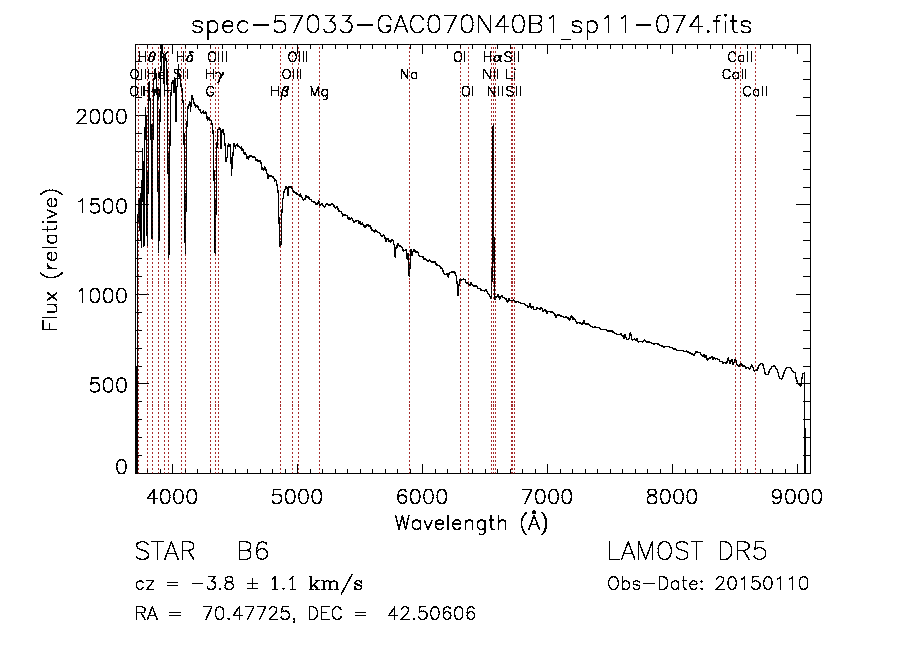 spec-57033-GAC070N40B1_sp11-074.fits
Hθ K Hδ OIII OIII OI Hα SII CaII
OII Hε SII Hγ OIII Na NII Li CaII
OII H G Hβ Mg OI NII SII CaII
2000
1500
1000
500
0
Flux (relative)
4000 5000 6000 7000 8000 9000
Wavelength (Å)
STAR B6 LAMOST DR5
cz = −3.8 ± 1.1 km/s Obs-Date: 20150110
RA = 70.47725, DEC = 42.50606